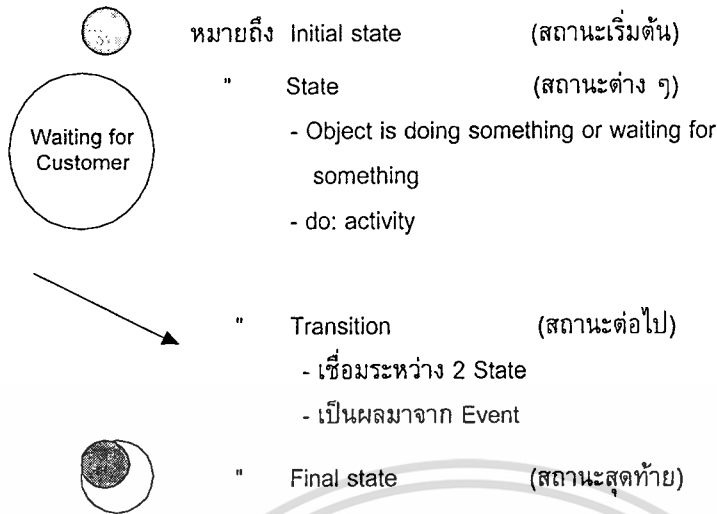 หมายถึง Initial state (สถานะเริ่มต้น)
" State (สถานะต่าง ๆ)
Waiting for Customer
- Object is doing something or waiting for
something
- do: activity
" Transition (สถานะต่อไป)
- เชื่อมระหว่าง 2 State
- เป็นผลมาจาก Event
" Final state (สถานะสุดท้าย)